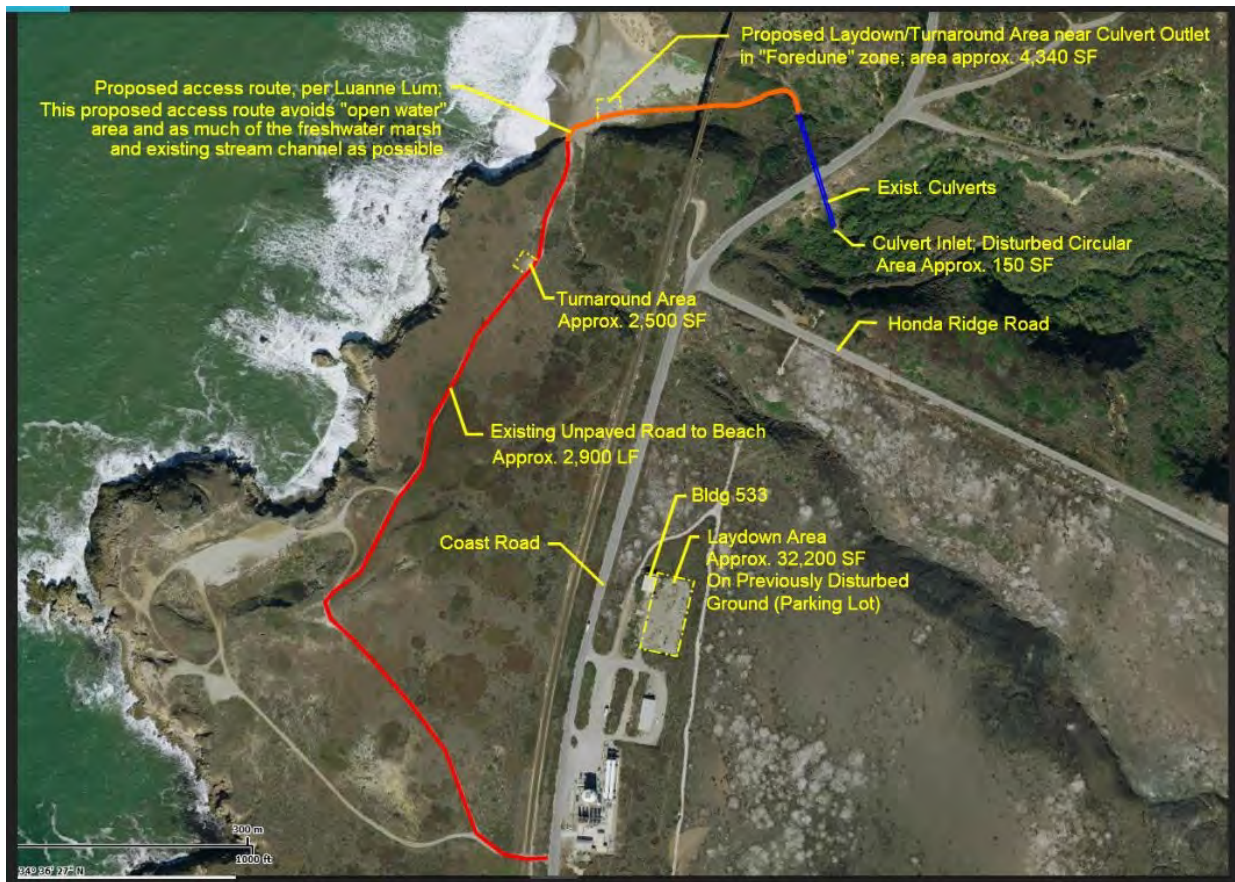 Proposed Laydown/Turnaround Area near Culvert Outlet
in "Foredune" zone; area approx. 4,340 SF
Proposed access route, per Luanne Lum;
This proposed access route avoids "open water"
area and as much of the freshwater marsh
and existing stream channel as possible
Exist. Culverts
Culvert Inlet; Disturbed Circular
Area Approx. 150 SF
Turnaround Area
Approx. 2,500 SF
Honda Ridge Road
Existing Unpaved Road to Beach
Approx. 2,900 LF
Bldg 533
Coast Road
Laydown Area
Approx. 32,200 SF
On Previously Disturbed
Ground (Parking Lot)
300 m
1000 ft
34° 36' 27" N